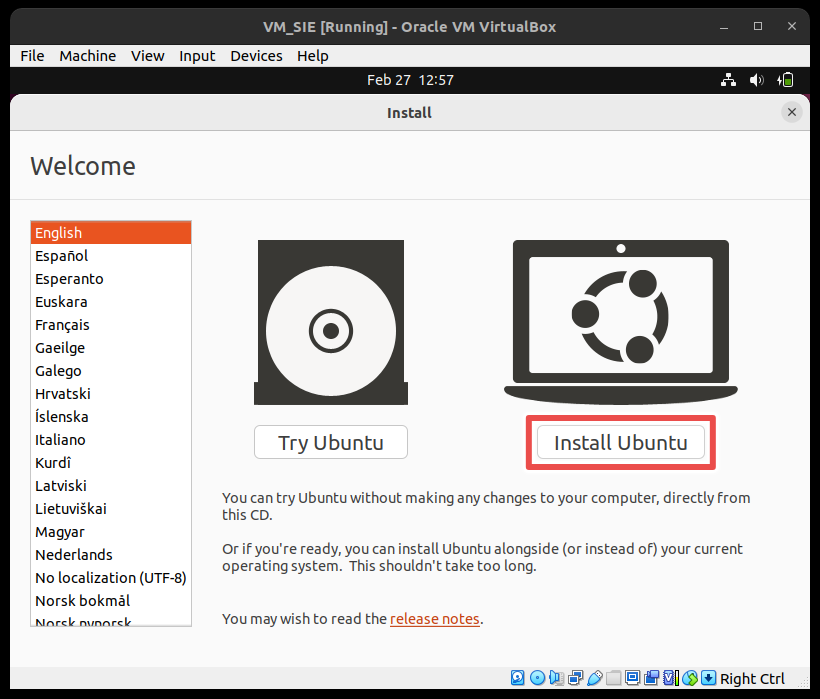 VM_SIE [Running] - Oracle VM VirtualBox
File Machine View Input Devices Help
Feb 27 12:57
Install
Welcome
English
Español
Esperanto
Euskara
Français
Gaeilge
Galego
Hrvatski
Íslenska
Italiano
Kurdî
Latviski
Lietuviškai
Magyar
Nederlands
No localization (UTF-8)
Norsk bokmål
Norsk nynorsk
Try Ubuntu
Install Ubuntu
You can try Ubuntu without making any changes to your computer, directly from
this CD.
Or if you're ready, you can install Ubuntu alongside (or instead of) your current
operating system. This shouldn't take too long.
You may wish to read the release notes.
Right Ctrl